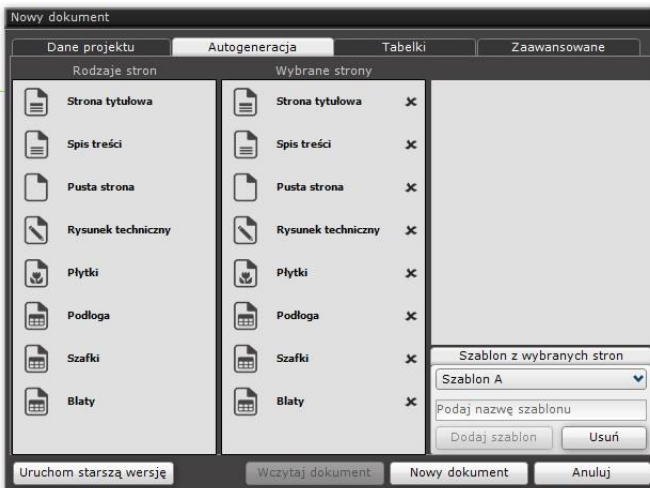 Nowy dokument
Dane projektu
Autogeneracja
Tabelki
Zaawansowane
Rodzaje stron
Wybrane strony
Strona tytułowa
Spis treści
Pusta strona
Rysunek techniczny
Płytki
Podłoga
Szafki
Blaty
Strona tytułowa
Spis treści
Pusta strona
Rysunek techniczny
Płytki
Podłoga
Szafki
Blaty
Szablon z wybranych stron
Szablon A
Podaj nazwę szablonu
Dodaj szablon
Usuń
Uruchom starszą wersję
Wczytaj dokument
Nowy dokument
Anuluj